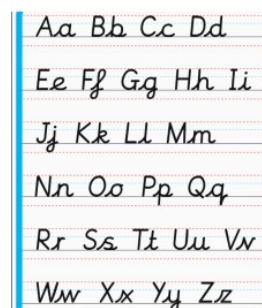 Aa Bb Cc Dd
Ee Ff Gg Hh Ii
Jj Kk Ll Mm
Nn Oo Pp Qq
Rr Ss Tt Uu Vv
Ww Xx Yy Zz